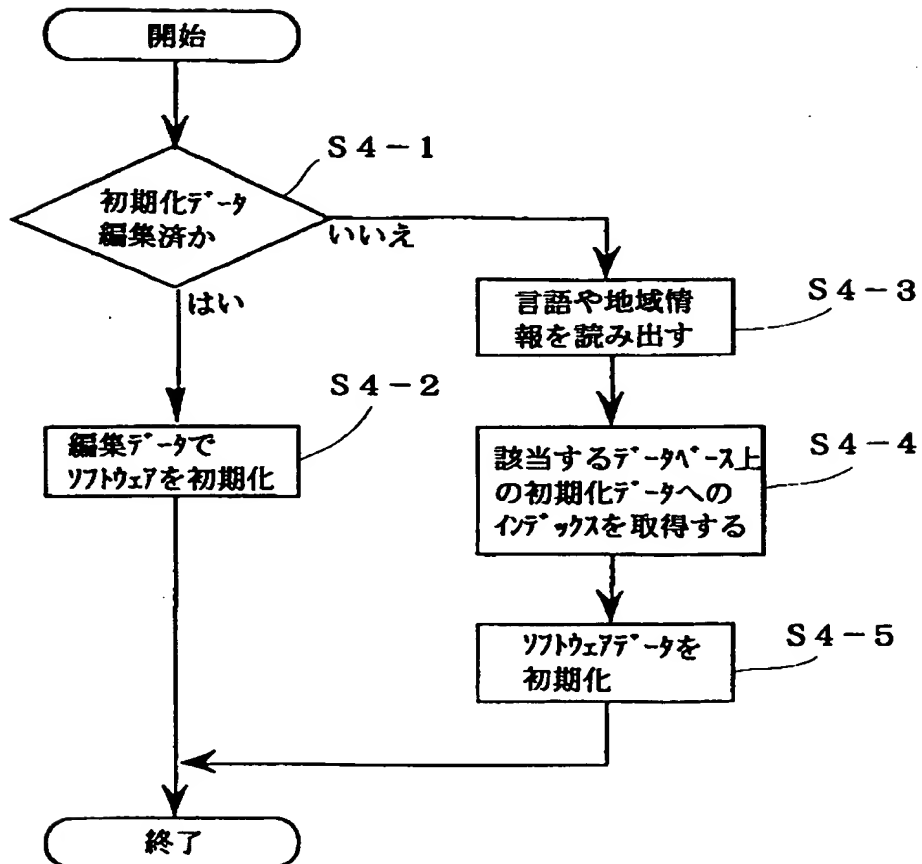 開始
S4-1
初期化ﾃﾞｰﾀ
編集済か
いいえ
はい
言語や地域情
報を読み出す
S4-3
S4-2
編集ﾃﾞｰﾀで
ｿﾌﾄｳｪｱを初期化
該当するﾃﾞｰﾀﾍﾞｰｽ上
の初期化ﾃﾞｰﾀへの
ｲﾝﾃﾞｯｸｽを取得する
S4-4
ｿﾌﾄｳｪｱﾃﾞｰﾀを
初期化
S4-5
終了